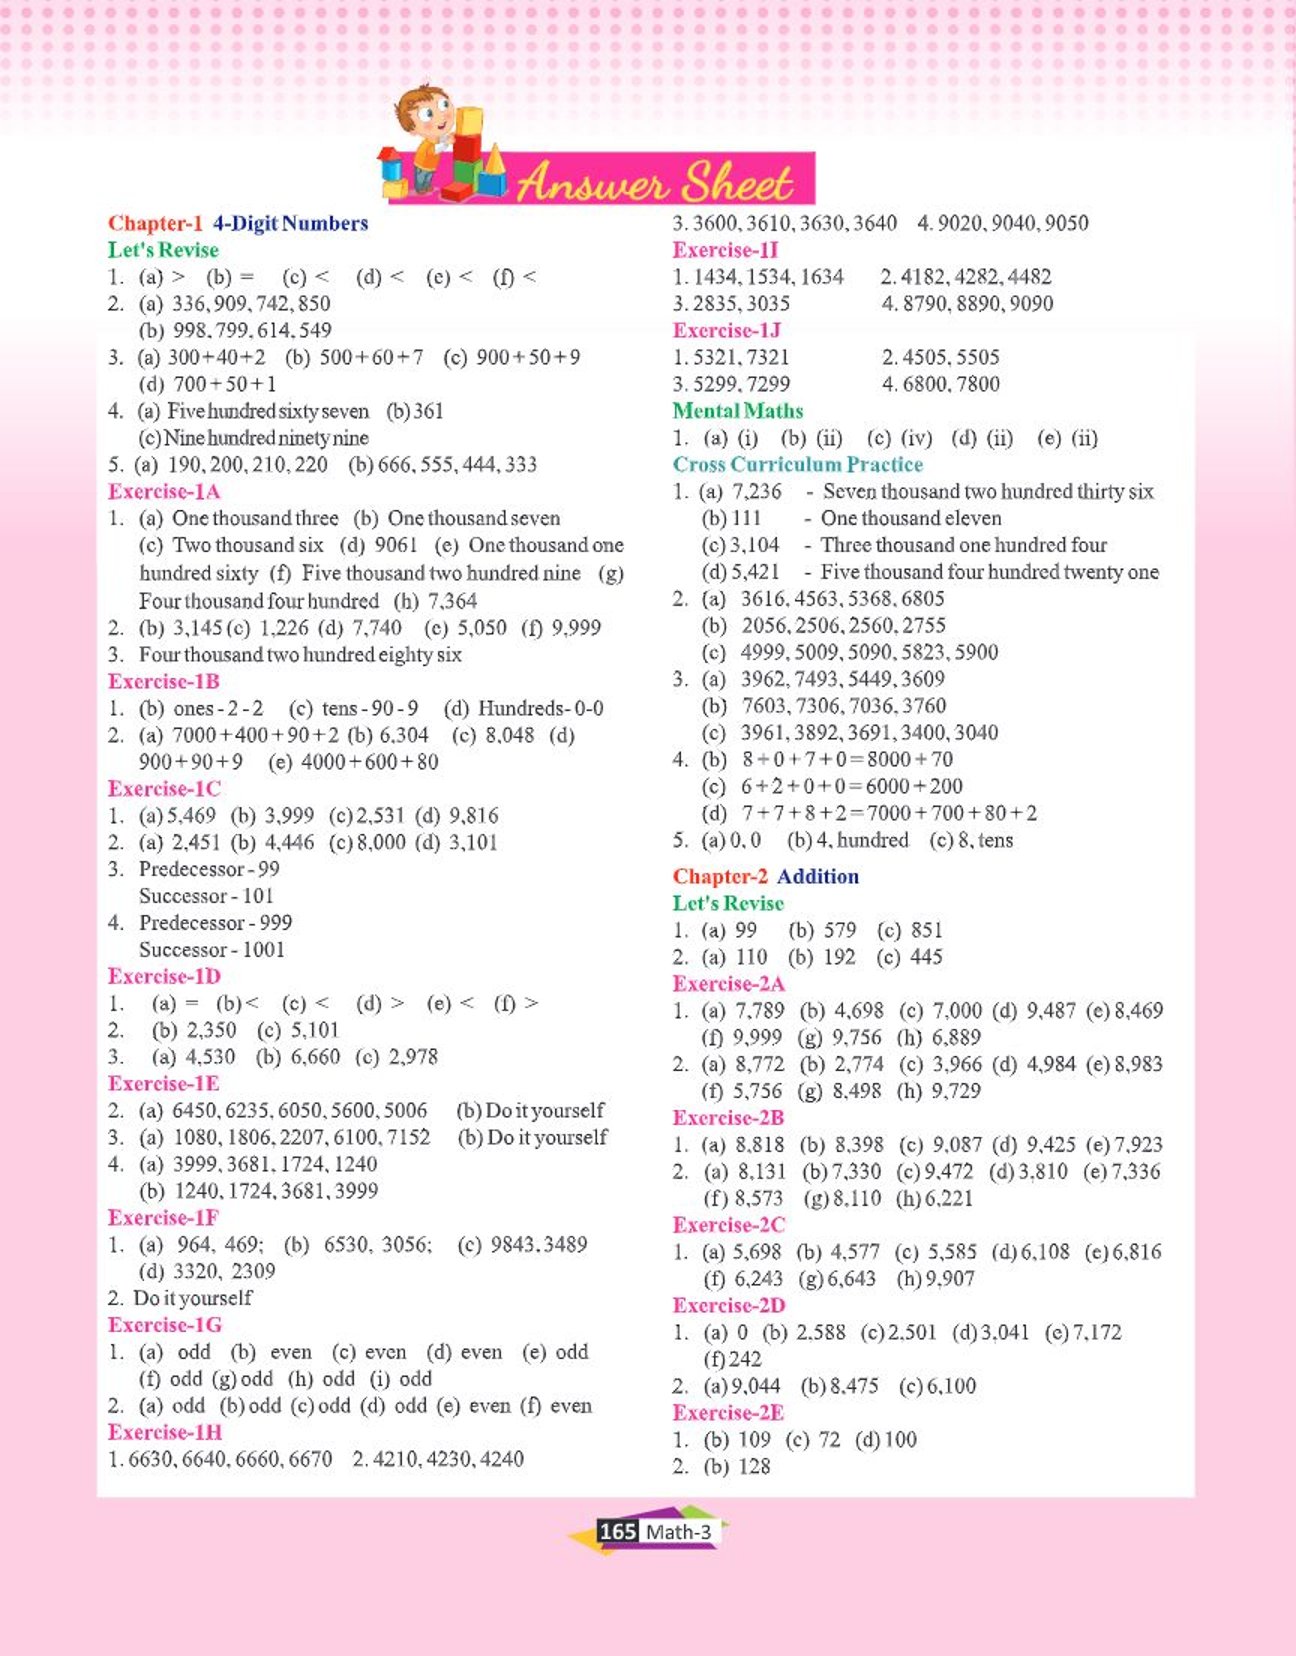 Answer Sheet
Chapter-1 4-Digit Numbers
Let's Revise
1. (a) > (b) = (c) < (d) < (e) < (f) <
2. (a) 336, 909, 742, 850
(b) 998, 799, 614, 549
3. (a) 300+40+2 (b) 500+60+7 (c) 900+50+9
(d) 700+50+1
4. (a) Five hundred sixty seven (b) 361
(c) Nine hundred ninety nine
5. (a) 190, 200, 210, 220 (b) 666, 555, 444, 333
Exercise-1A
1. (a) One thousand three (b) One thousand seven
(c) Two thousand six (d) 9061 (e) One thousand one
hundred sixty (f) Five thousand two hundred nine (g)
Four thousand four hundred (h) 7,364
2. (b) 3,145 (c) 1,226 (d) 7,740 (e) 5,050 (f) 9,999
3. Four thousand two hundred eighty six
Exercise-1B
1. (b) ones - 2 - 2 (c) tens - 90 - 9 (d) Hundreds- 0-0
2. (a) 7000+400+90+2 (b) 6,304 (c) 8,048 (d)
900+90+9 (e) 4000+600+80
Exercise-1C
1. (a) 5,469 (b) 3,999 (c) 2,531 (d) 9,816
2. (a) 2,451 (b) 4,446 (c) 8,000 (d) 3,101
3. Predecessor - 99
Successor - 101
4. Predecessor - 999
Successor - 1001
Exercise-1D
1. (a) = (b) < (c) < (d) > (e) < (f) >
2. (b) 2,350 (c) 5,101
3. (a) 4,530 (b) 6,660 (c) 2,978
Exercise-1E
2. (a) 6450, 6235, 6050, 5600, 5006 (b) Do it yourself
3. (a) 1080, 1806, 2207, 6100, 7152 (b) Do it yourself
4. (a) 3999, 3681, 1724, 1240
(b) 1240, 1724, 3681, 3999
Exercise-1F
1. (a) 964, 469; (b) 6530, 3056; (c) 9843, 3489
(d) 3320, 2309
2. Do it yourself
Exercise-1G
1. (a) odd (b) even (c) even (d) even (e) odd
(f) odd (g) odd (h) odd (i) odd
2. (a) odd (b) odd (c) odd (d) odd (e) even (f) even
Exercise-1H
1. 6630, 6640, 6660, 6670 2. 4210, 4230, 4240
3. 3600, 3610, 3630, 3640 4. 9020, 9040, 9050
Exercise-1I
1. 1434, 1534, 1634 2. 4182, 4282, 4482
3. 2835, 3035 4. 8790, 8890, 9090
Exercise-1J
1. 5321, 7321 2. 4505, 5505
3. 5299, 7299 4. 6800, 7800
Mental Maths
1. (a) (i) (b) (ii) (c) (iv) (d) (ii) (e) (ii)
Cross Curriculum Practice
1. (a) 7,236 - Seven thousand two hundred thirty six
(b) 111 - One thousand eleven
(c) 3,104 - Three thousand one hundred four
(d) 5,421 - Five thousand four hundred twenty one
2. (a) 3616, 4563, 5368, 6805
(b) 2056, 2506, 2560, 2755
(c) 4999, 5009, 5090, 5823, 5900
3. (a) 3962, 7493, 5449, 3609
(b) 7603, 7306, 7036, 3760
(c) 3961, 3892, 3691, 3400, 3040
4. (b) 8+0+7+0=8000+70
(c) 6+2+0+0=6000+200
(d) 7+7+8+2=7000+700+80+2
5. (a) 0, 0 (b) 4, hundred (c) 8, tens
Chapter-2 Addition
Let's Revise
1. (a) 99 (b) 579 (c) 851
2. (a) 110 (b) 192 (c) 445
Exercise-2A
1. (a) 7,789 (b) 4,698 (c) 7,000 (d) 9,487 (e) 8,469
(f) 9,999 (g) 9,756 (h) 6,889
2. (a) 8,772 (b) 2,774 (c) 3,966 (d) 4,984 (e) 8,983
(f) 5,756 (g) 8,498 (h) 9,729
Exercise-2B
1. (a) 8,818 (b) 8,398 (c) 9,087 (d) 9,425 (e) 7,923
2. (a) 8,131 (b) 7,330 (c) 9,472 (d) 3,810 (e) 7,336
(f) 8,573 (g) 8,110 (h) 6,221
Exercise-2C
1. (a) 5,698 (b) 4,577 (c) 5,585 (d) 6,108 (e) 6,816
(f) 6,243 (g) 6,643 (h) 9,907
Exercise-2D
1. (a) 0 (b) 2,588 (c) 2,501 (d) 3,041 (e) 7,172
(f) 242
2. (a) 9,044 (b) 8,475 (c) 6,100
Exercise-2E
1. (b) 109 (c) 72 (d) 100
2. (b) 128
165 Math-3